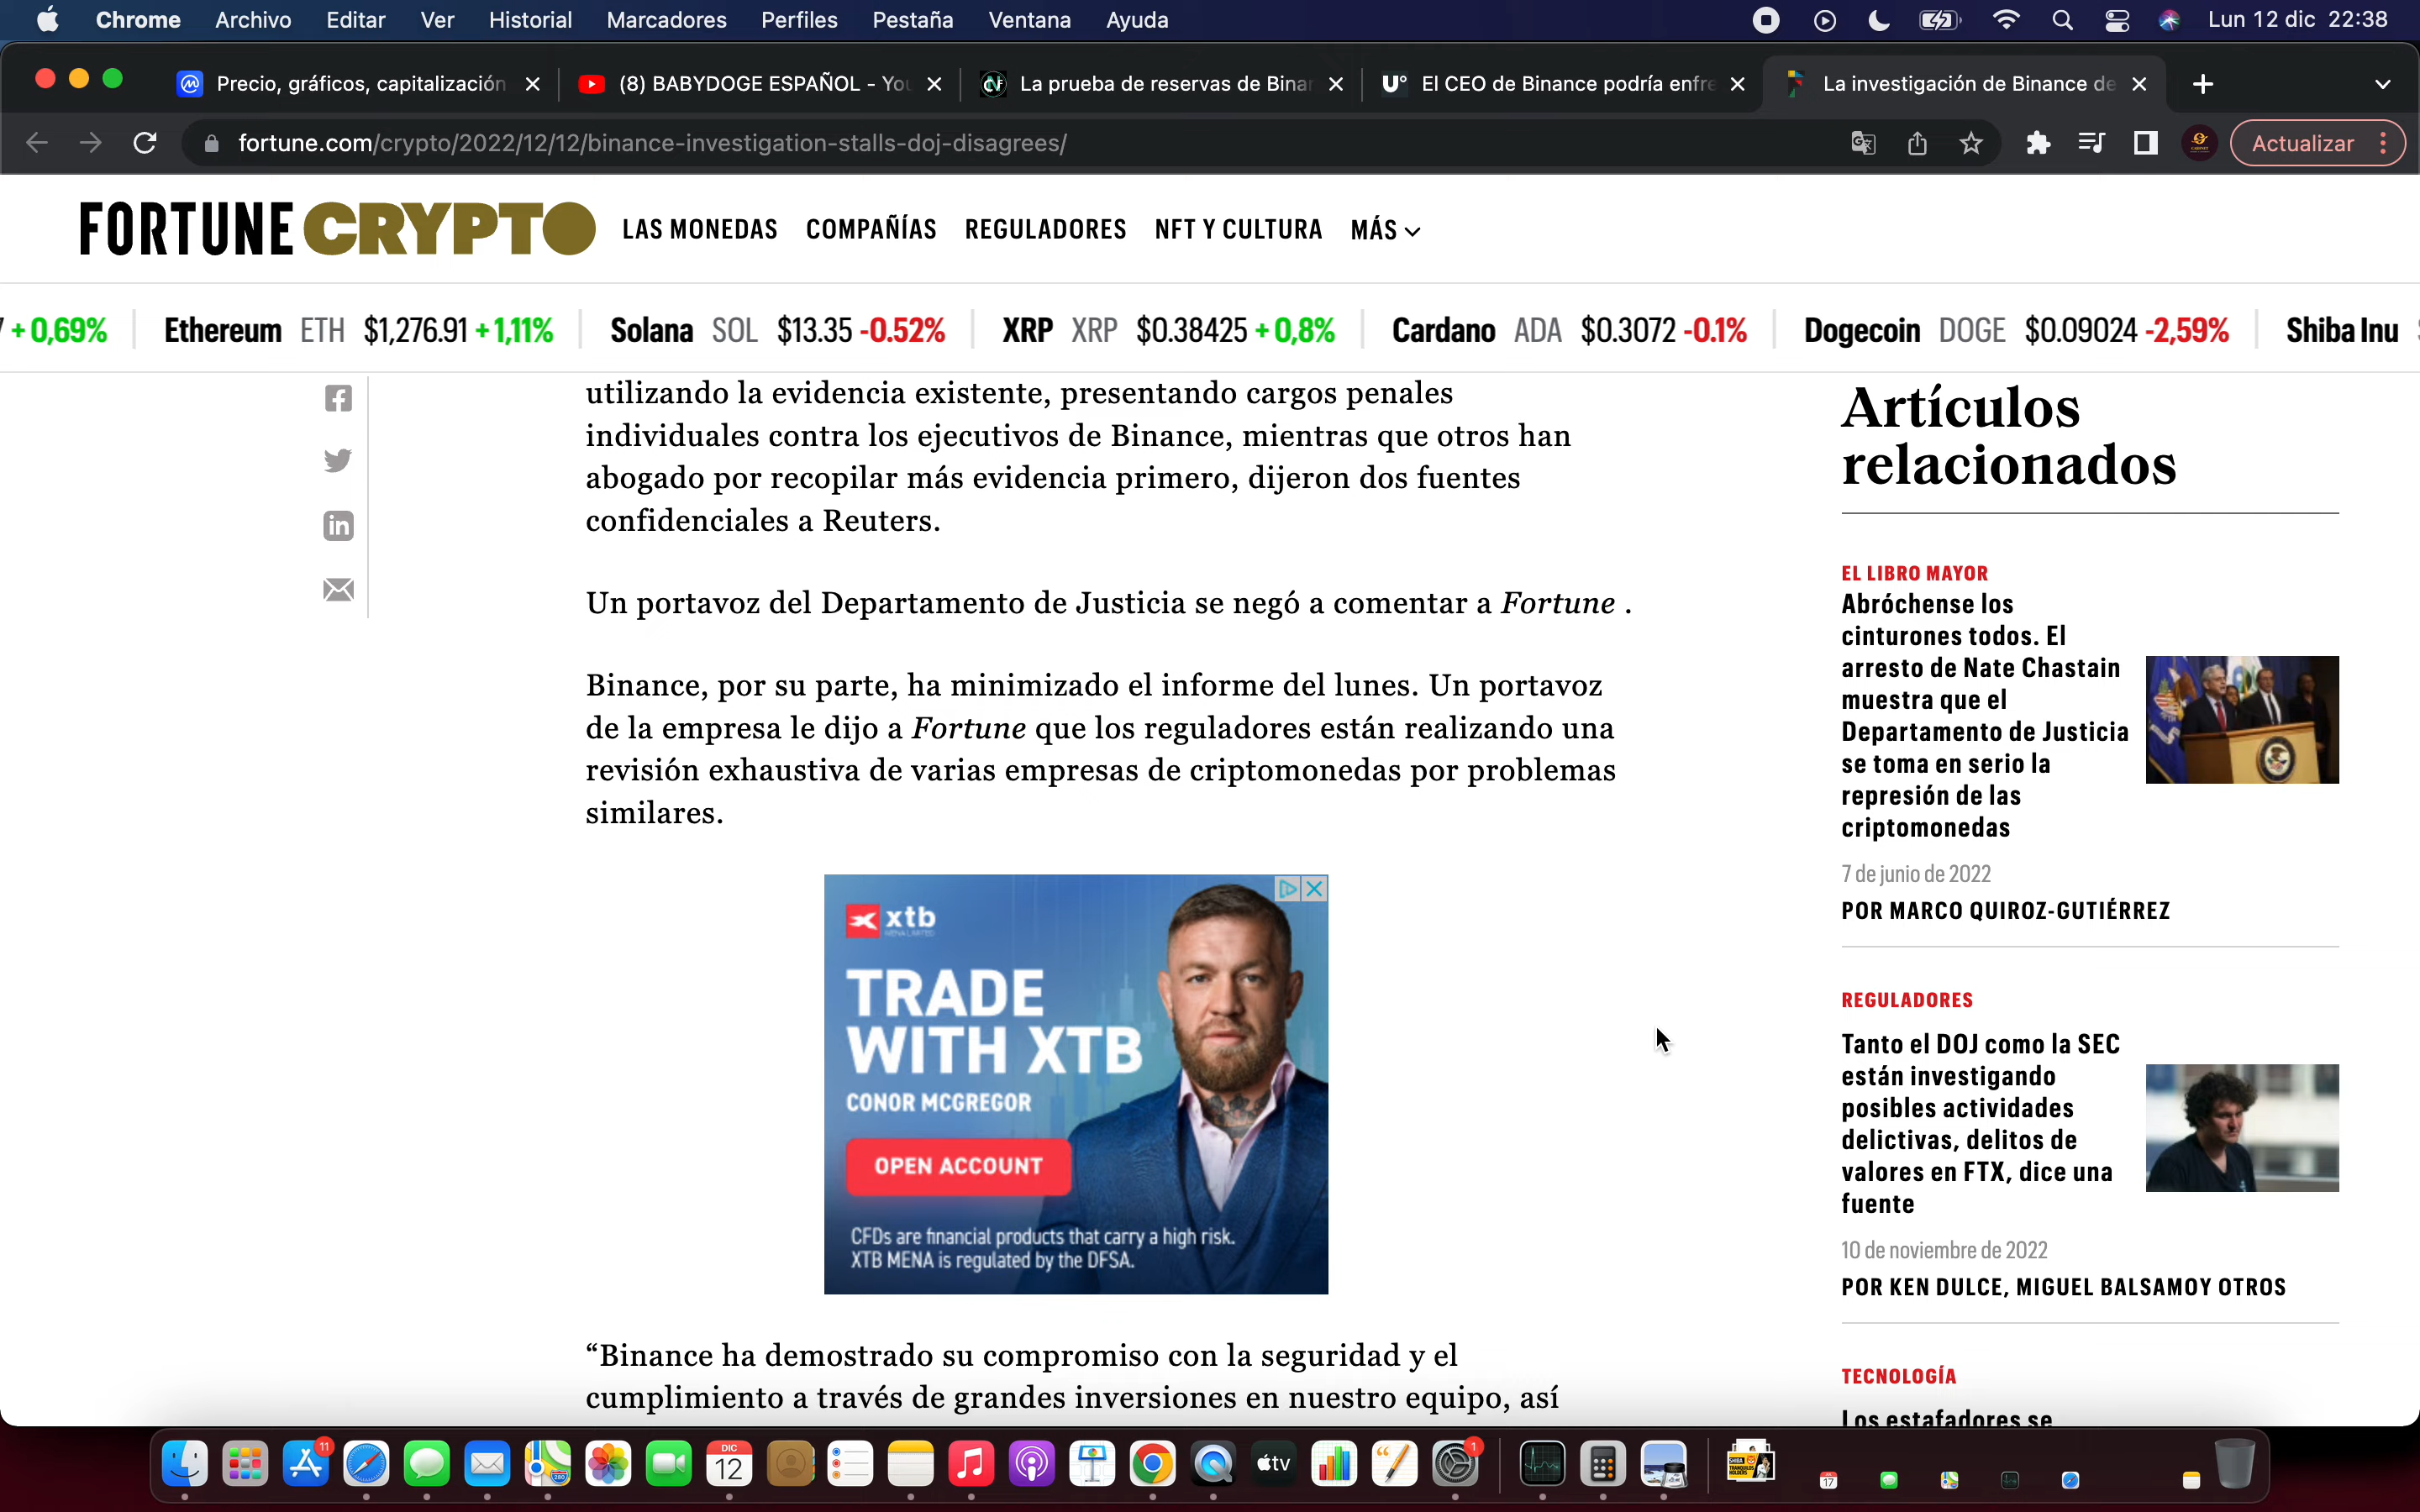 Chrome Archivo Editar Ver Historial Marcadores Perfiles Pestaña Ventana Ayuda Lun 12 dic 22:38
Precio, gráficos, capitalización
(8) BABYDOGE ESPAÑOL - You
La prueba de reservas de Binan
El CEO de Binance podría enfre
La investigación de Binance de
fortune.com/crypto/2022/12/12/binance-investigation-stalls-doj-disagrees/
Actualizar
FORTUNE CRYPTO LAS MONEDAS COMPAÑÍAS REGULADORES NFT Y CULTURA MÁS
+0,69% Ethereum ETH $1,276.91 +1,11% Solana SOL $13.35 -0.52% XRP XRP $0.38425 +0,8% Cardano ADA $0.3072 -0.1% Dogecoin DOGE $0.09024 -2,59% Shiba Inu
utilizando la evidencia existente, presentando cargos penales
individuales contra los ejecutivos de Binance, mientras que otros han
abogado por recopilar más evidencia primero, dijeron dos fuentes
confidenciales a Reuters.
Un portavoz del Departamento de Justicia se negó a comentar a Fortune .
Binance, por su parte, ha minimizado el informe del lunes. Un portavoz
de la empresa le dijo a Fortune que los reguladores están realizando una
revisión exhaustiva de varias empresas de criptomonedas por problemas
similares.
xtb
MENA LIMITED
TRADE
WITH XTB
CONOR MCGREGOR
OPEN ACCOUNT
CFDs are financial products that carry a high risk.
XTB MENA is regulated by the DFSA.
“Binance ha demostrado su compromiso con la seguridad y el
cumplimiento a través de grandes inversiones en nuestro equipo, así
Artículos
relacionados
EL LIBRO MAYOR
Abróchense los
cinturones todos. El
arresto de Nate Chastain
muestra que el
Departamento de Justicia
se toma en serio la
represión de las
criptomonedas
7 de junio de 2022
POR MARCO QUIROZ-GUTIÉRREZ
REGULADORES
Tanto el DOJ como la SEC
están investigando
posibles actividades
delictivas, delitos de
valores en FTX, dice una
fuente
10 de noviembre de 2022
POR KEN DULCE, MIGUEL BALSAMOY OTROS
TECNOLOGÍA
Los estafadores se
11
DIC
12
280
tv
1
SHIBA
17